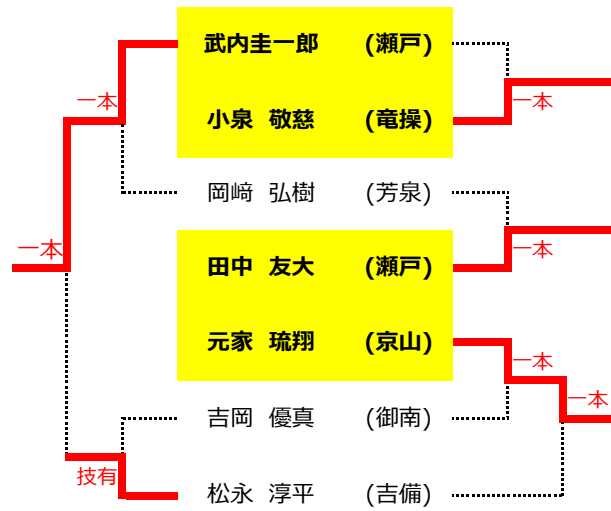 武内圭一郎 (瀬戸)
一本
一本
小泉 敬慈 (竜操)
岡﨑 弘樹 (芳泉)
一本
一本
田中 友大 (瀬戸)
元家 琉翔 (京山)
一本
一本
吉岡 優真 (御南)
技有
松永 淳平 (吉備)